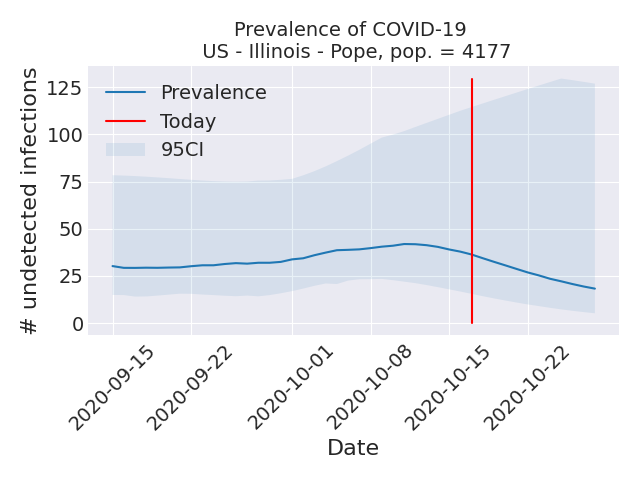 Prevalence of COVID-19
US - Illinois - Pope, pop. = 4177
# undetected infections
125
100
75
50
25
0
Prevalence
Today
95CI
2020-09-15
2020-09-22
2020-10-01
2020-10-08
2020-10-15
2020-10-22
Date